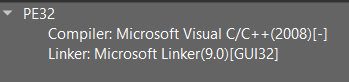 PE32
Compiler: Microsoft Visual C/C++(2008)[-]
Linker: Microsoft Linker(9.0)[GUI32]